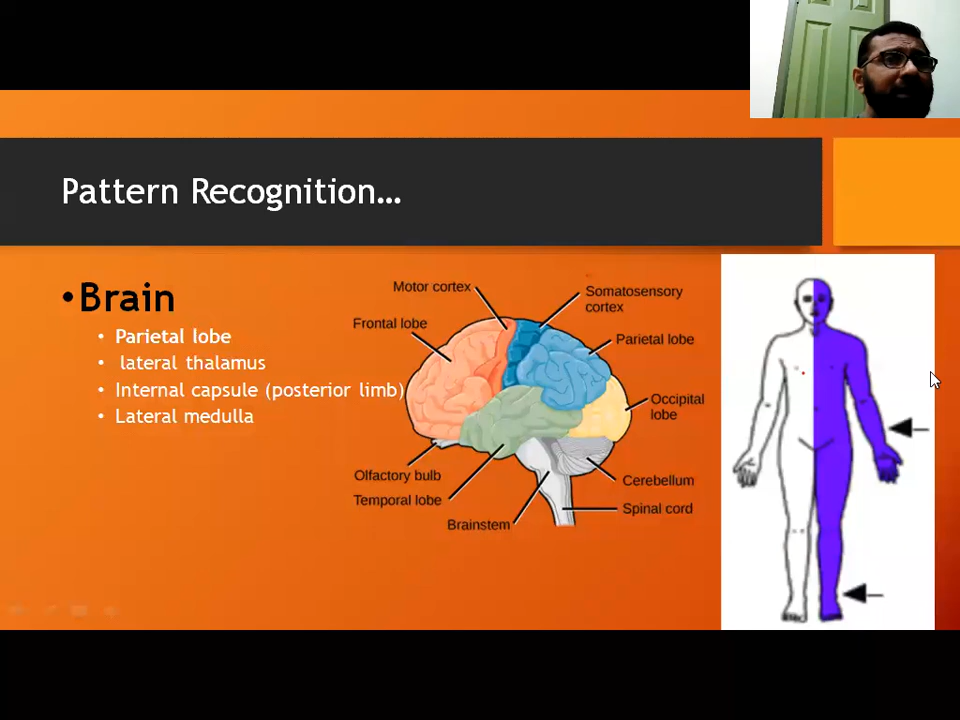 Pattern Recognition…
•Brain
• Parietal lobe
• lateral thalamus
• Internal capsule (posterior limb)
• Lateral medulla
Motor cortex
Somatosensory
cortex
Frontal lobe
Parietal lobe
Occipital
lobe
Olfactory bulb
Cerebellum
Temporal lobe
Spinal cord
Brainstem